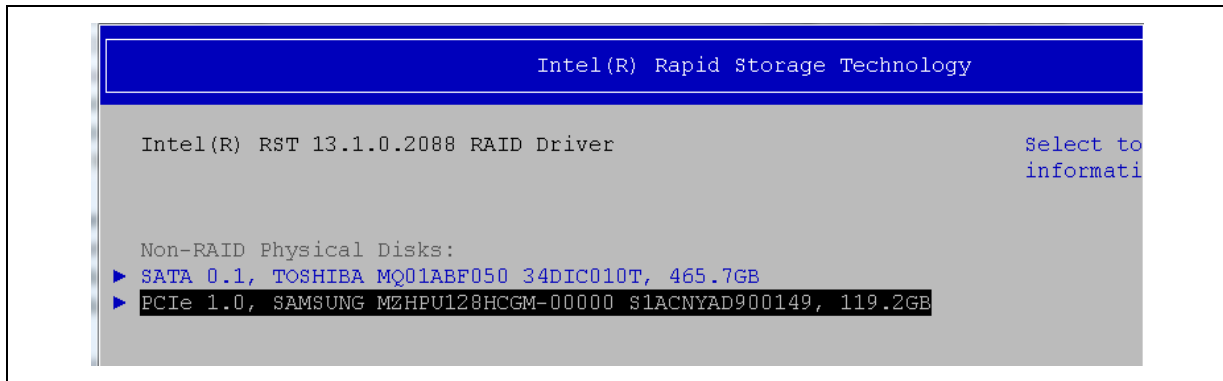 Intel(R) Rapid Storage Technology
Intel(R) RST 13.1.0.2088 RAID Driver
Select to
informati
Non-RAID Physical Disks:
SATA 0.1, TOSHIBA MQ01ABF050 34DIC010T, 465.7GB
PCIe 1.0, SAMSUNG MZHPU128HCGM-00000 S1ACNYAD900149, 119.2GB